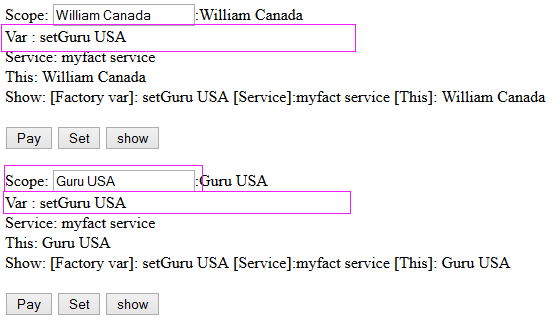 Scope: William Canada :William Canada
Var : setGuru USA
Service: myfact service
This: William Canada
Show: [Factory var]: setGuru USA [Service]:myfact service [This]: William Canada
Pay Set show
Scope: Guru USA :Guru USA
Var : setGuru USA
Service: myfact service
This: Guru USA
Show: [Factory var]: setGuru USA [Service]:myfact service [This]: Guru USA
Pay Set show